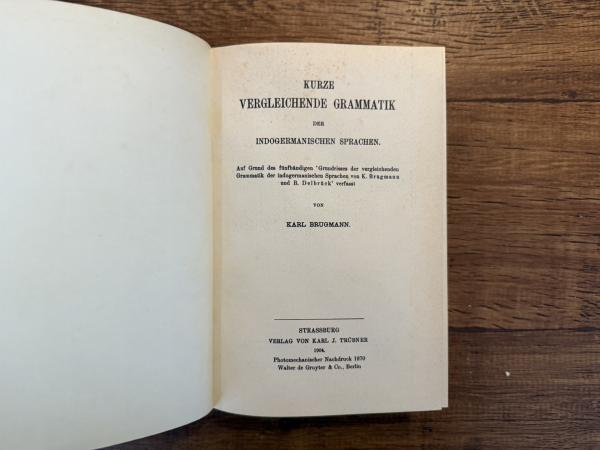 KURZE
VERGLEICHENDE GRAMMATIK
DER
INDOGERMANISCHEN SPRACHEN.
Auf Grund des fünfbändigen 'Grundrisses der vergleichenden
Grammatik der indogermanischen Sprachen von K. Brugmann
und B. Delbrück' verfasst
VON
KARL BRUGMANN.
STRASSBURG
VERLAG VON KARL J. TRÜBNER
1904.
Photomechanischer Nachdruck 1970
Walter de Gruyter & Co., Berlin